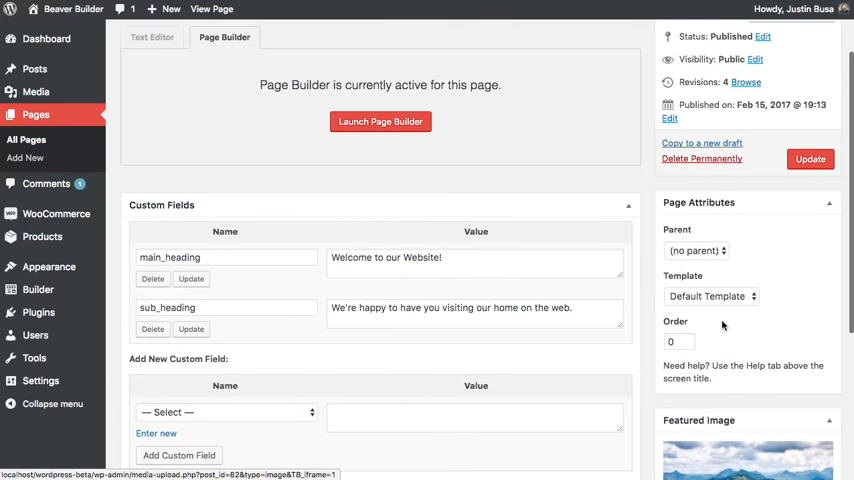 Beaver Builder 1 New View Page Howdy, Justin Busa
Dashboard
Posts
Media
Pages
All Pages
Add New
Comments 1
WooCommerce
Products
Appearance
Builder
Plugins
Users
Tools
Settings
Collapse menu
Text Editor Page Builder
Page Builder is currently active for this page.
Launch Page Builder
Custom Fields
Name Value
main_heading Welcome to our Website!
Delete Update
sub_heading We're happy to have you visiting our home on the web.
Delete Update
Add New Custom Field:
Name Value
— Select —
Enter new
Add Custom Field
Status: Published Edit
Visibility: Public Edit
Revisions: 4 Browse
Published on: Feb 15, 2017 @ 19:13
Edit
Copy to a new draft
Delete Permanently Update
Page Attributes
Parent
(no parent)
Template
Default Template
Order
0
Need help? Use the Help tab above the
screen title.
Featured Image
localhost/wordpress-beta/wp-admin/media-upload.php?post_id=82&type=image&TB_iframe=1